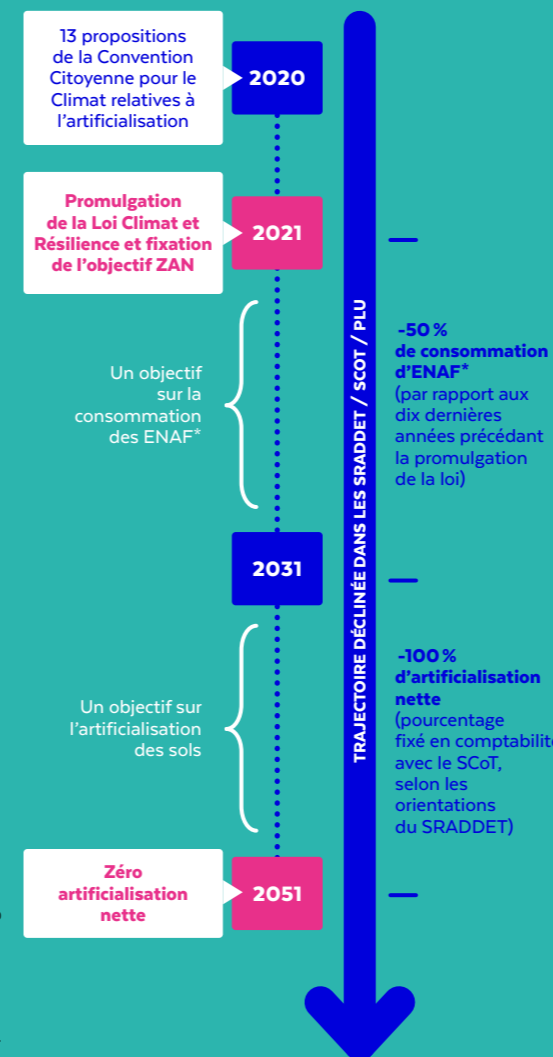 13 propositions
de la Convention
Citoyenne pour le
Climat relatives à
l'artificialisation
2020
Promulgation
de la Loi Climat et
Résilience et fixation
de l'objectif ZAN
2021
Un objectif
sur la
consommation
des ENAF*
-50 %
de consommation
d'ENAF*
(par rapport aux
dix dernières
années précédant
la promulgation
de la loi)
TRAJECTOIRE DÉCLINÉE DANS LES SRADDET / SCOT / PLU
2031
Un objectif sur
l'artificialisation
des sols
-100 %
d'artificialisation
nette
(pourcentage
fixé en comptabilité
avec le SCoT,
selon les
orientations
du SRADDET)
Zéro
artificialisation
nette
2051